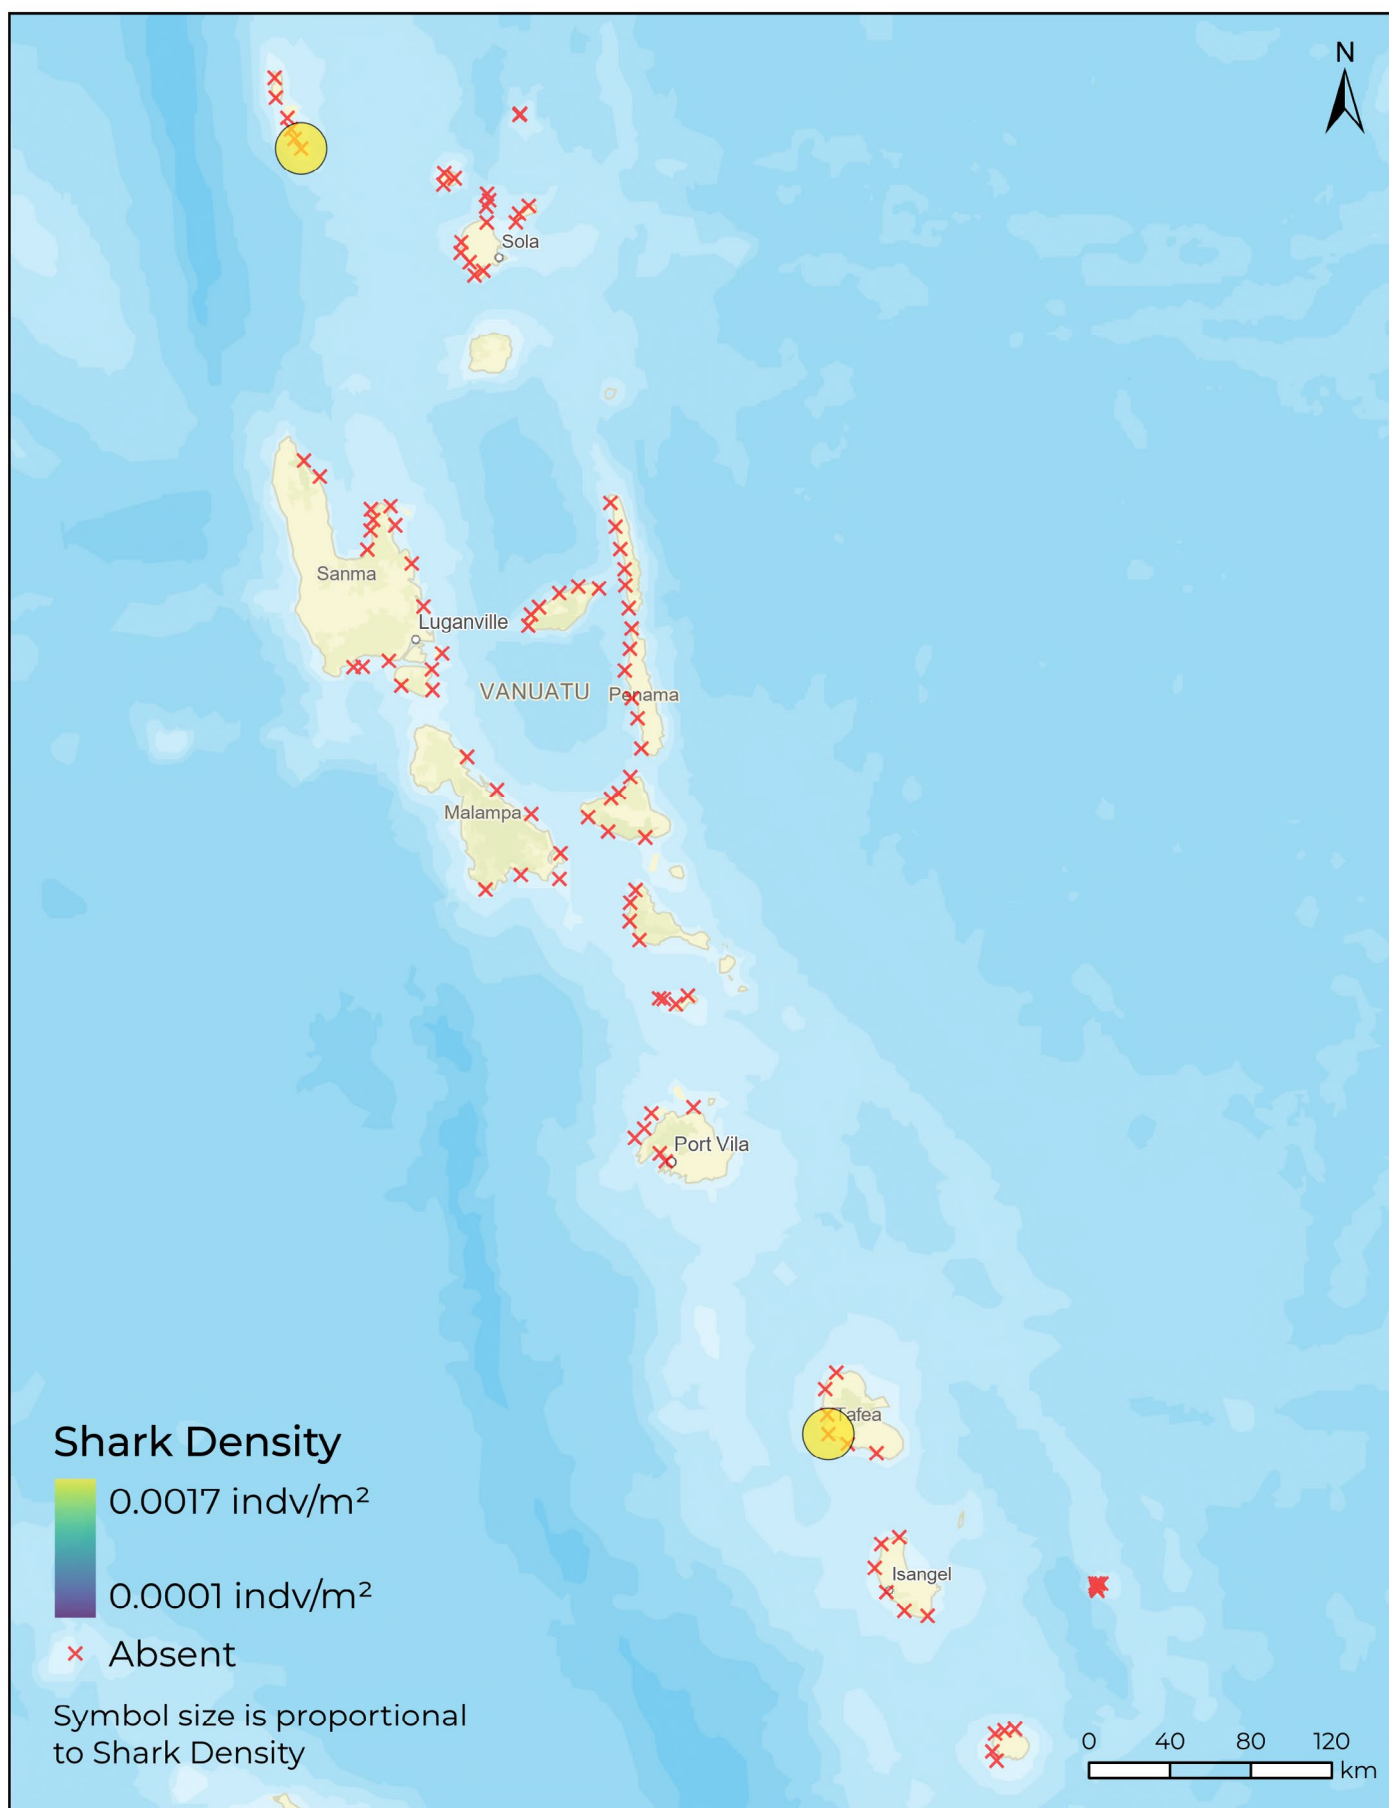 N
Sola
Sanma
Luganville
VANUATU
Penama
Malampa
Port Vila
Tafea
Isangel
Shark Density
0.0017 indv/m²
0.0001 indv/m²
Absent
Symbol size is proportional
to Shark Density
0 40 80 120
km